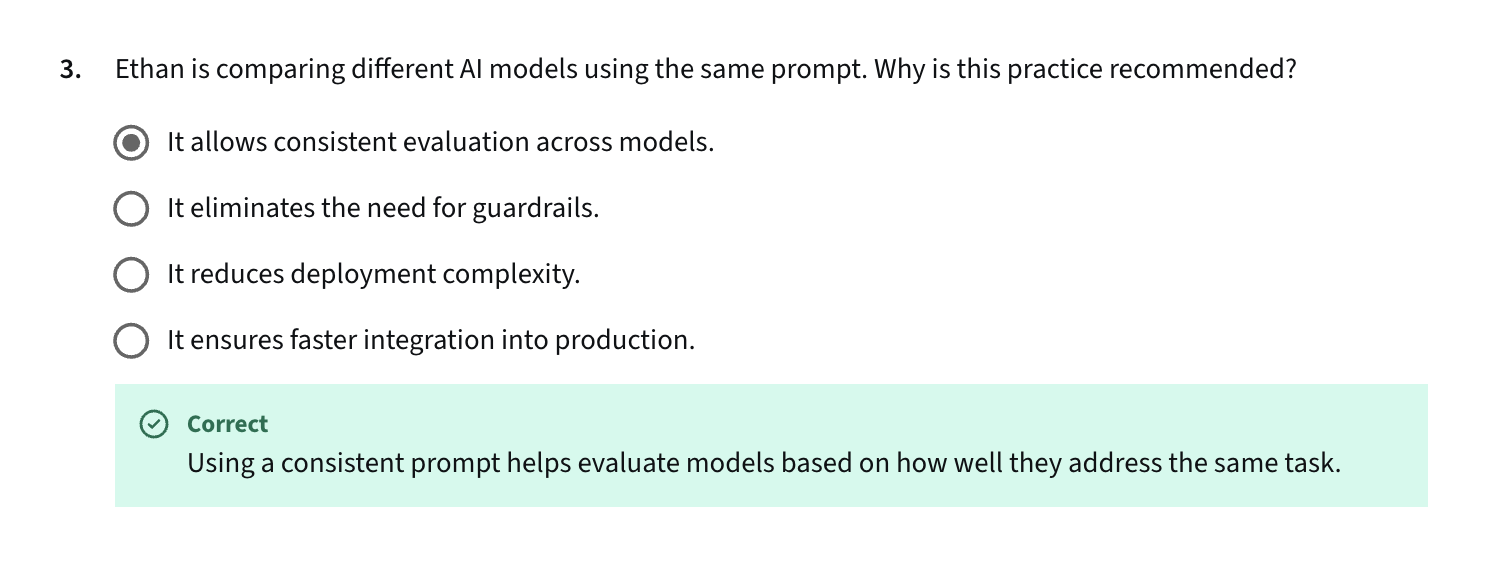 3. Ethan is comparing different AI models using the same prompt. Why is this practice recommended?
It allows consistent evaluation across models.
It eliminates the need for guardrails.
It reduces deployment complexity.
It ensures faster integration into production.
Correct
Using a consistent prompt helps evaluate models based on how well they address the same task.